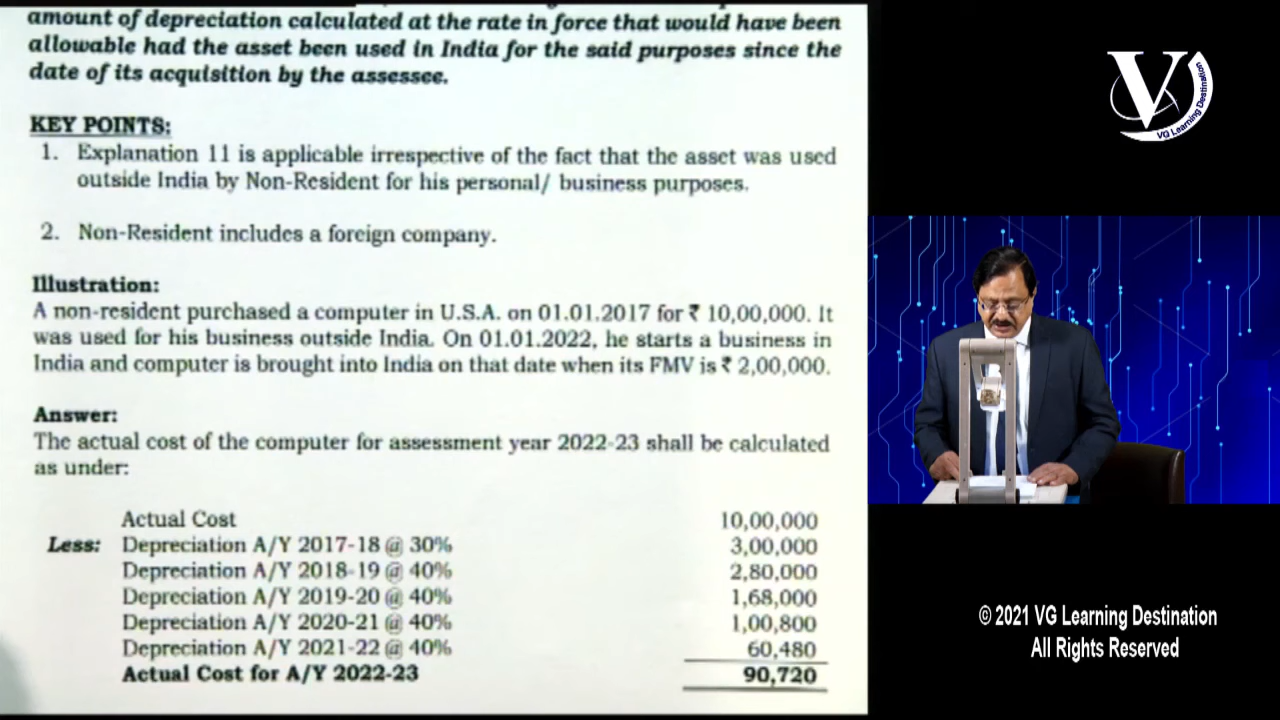 amount of depreciation calculated at the rate in force that would have been
allowable had the asset been used in India for the said purposes since the
date of its acquisition by the assessee.
KEY POINTS:
1. Explanation 11 is applicable irrespective of the fact that the asset was used
outside India by Non-Resident for his personal/ business purposes.
2. Non-Resident includes a foreign company.
Illustration:
A non-resident purchased a computer in U.S.A. on 01.01.2017 for ₹ 10,00,000. It
was used for his business outside India. On 01.01.2022, he starts a business in
India and computer is brought into India on that date when its FMV is ₹ 2,00,000.
Answer:
The actual cost of the computer for assessment year 2022-23 shall be calculated
as under:
Actual Cost 10,00,000
Less: Depreciation A/Y 2017-18 @ 30% 3,00,000
Depreciation A/Y 2018-19 @ 40% 2,80,000
Depreciation A/Y 2019-20 @ 40% 1,68,000
Depreciation A/Y 2020-21 @ 40% 1,00,800
Depreciation A/Y 2021-22 @ 40% 60,480
Actual Cost for A/Y 2022-23 90,720
V
VG Learning Destination
© 2021 VG Learning Destination
All Rights Reserved